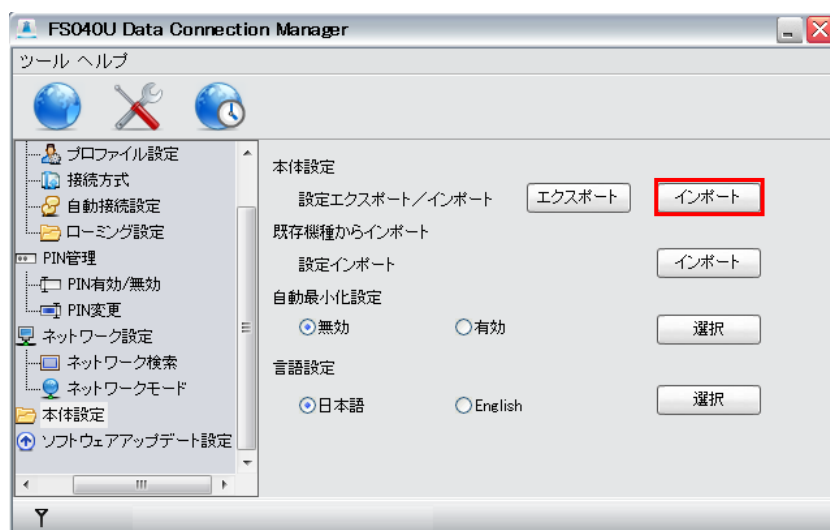 FS040U Data Connection Manager
ツール ヘルプ
プロファイル設定
接続方式
自動接続設定
ローミング設定
PIN管理
PIN有効/無効
PIN変更
ネットワーク設定
ネットワーク検索
ネットワークモード
本体設定
ソフトウェアアップデート設定
本体設定
設定エクスポート／インポート エクスポート インポート
既存機種からインポート
設定インポート インポート
自動最小化設定
無効 有効 選択
言語設定
日本語 English 選択